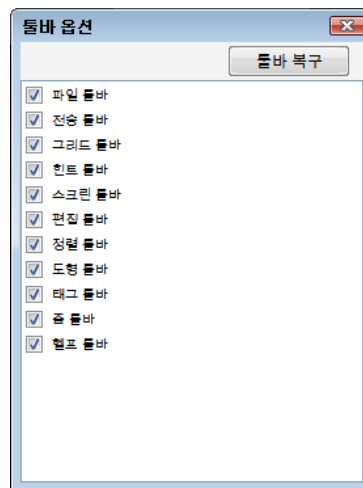 툴바 옵션
툴바 복구
파일 툴바
전송 툴바
그리드 툴바
힌트 툴바
스크린 툴바
편집 툴바
정렬 툴바
도형 툴바
태그 툴바
줌 툴바
헬프 툴바